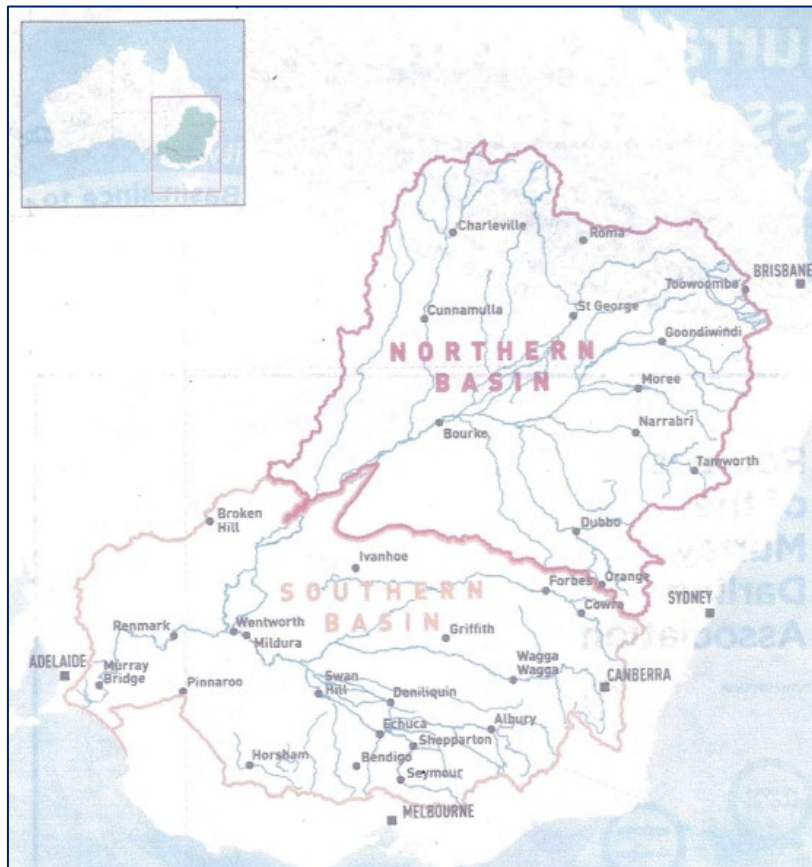 Charleville
Roma
BRISBANE
Toowoomba
Cunnamulla
St George
Goondiwindi
NORTHERN
BASIN
Moree
Bourke
Narrabri
Tamworth
Broken
Hill
Dubbo
Ivanhoe
Forbes
Orange
SOUTHERN
BASIN
Cowra
SYDNEY
Renmark
Wentworth
Mildura
Griffith
ADELAIDE
Murray
Bridge
Pinnaroo
Swan
Hill
Wagga
Wagga
CANBERRA
Deniliquin
Echuca
Albury
Shepparton
Horsham
Bendigo
Seymour
MELBOURNE